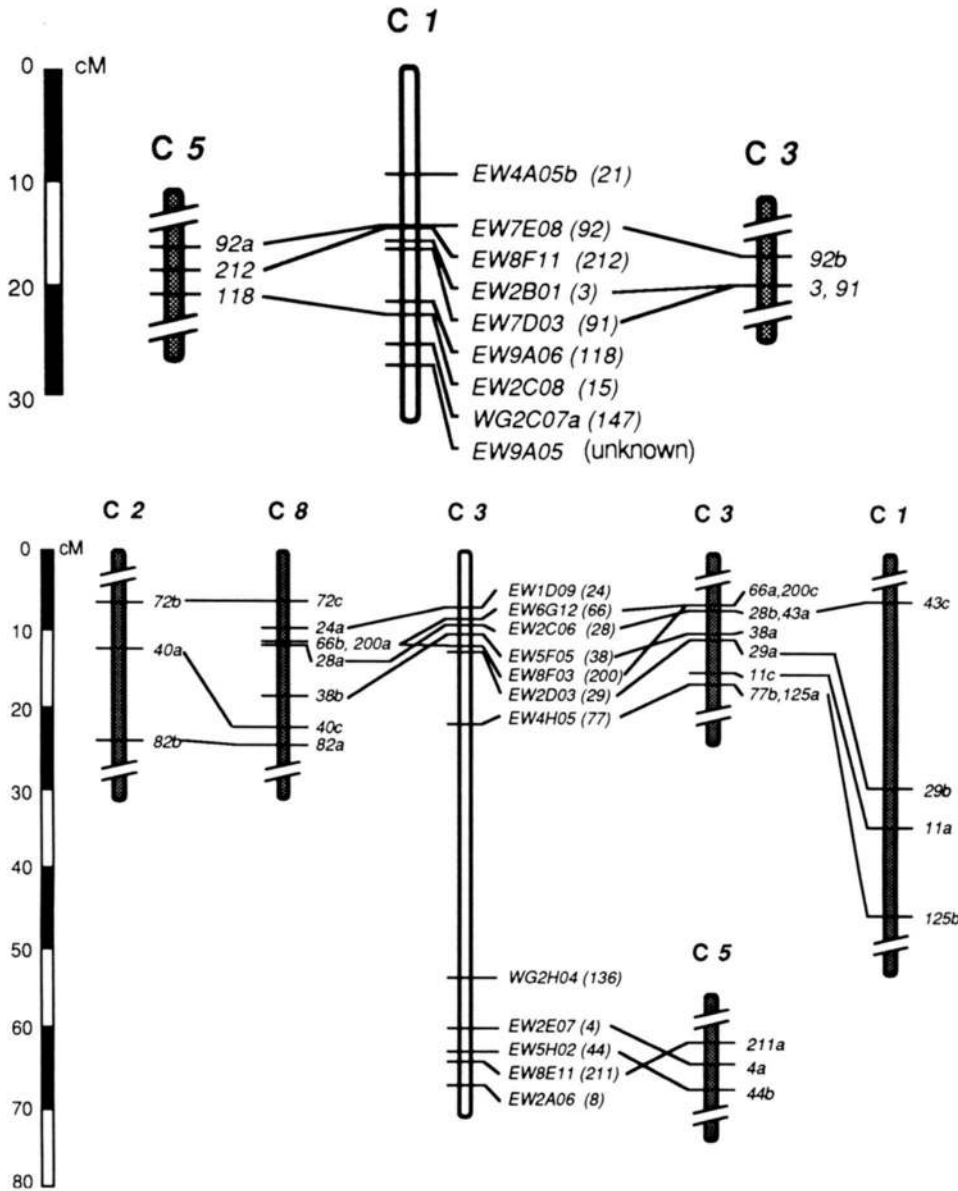 C 1
0 cM
10
20
30
C 5
92a
212
118
EW4A05b (21)
EW7E08 (92)
EW8F11 (212)
EW2B01 (3)
EW7D03 (91)
EW9A06 (118)
EW2C08 (15)
WG2C07a (147)
EW9A05 (unknown)
C 3
92b
3, 91
C 2
C 8
C 3
C 3
C 1
0 cM
10
20
30
40
50
60
70
80
72b
40a
82b
72c
24a
66b, 200a
28a
38b
40c
82a
EW1D09 (24)
EW6G12 (66)
EW2C06 (28)
EW5F05 (38)
EW8F03 (200)
EW2D03 (29)
EW4H05 (77)
WG2H04 (136)
EW2E07 (4)
EW5H02 (44)
EW8E11 (211)
EW2A06 (8)
66a,200c
28b,43a
38a
29a
11c
77b,125a
43c
29b
11a
125b
C 5
211a
4a
44b